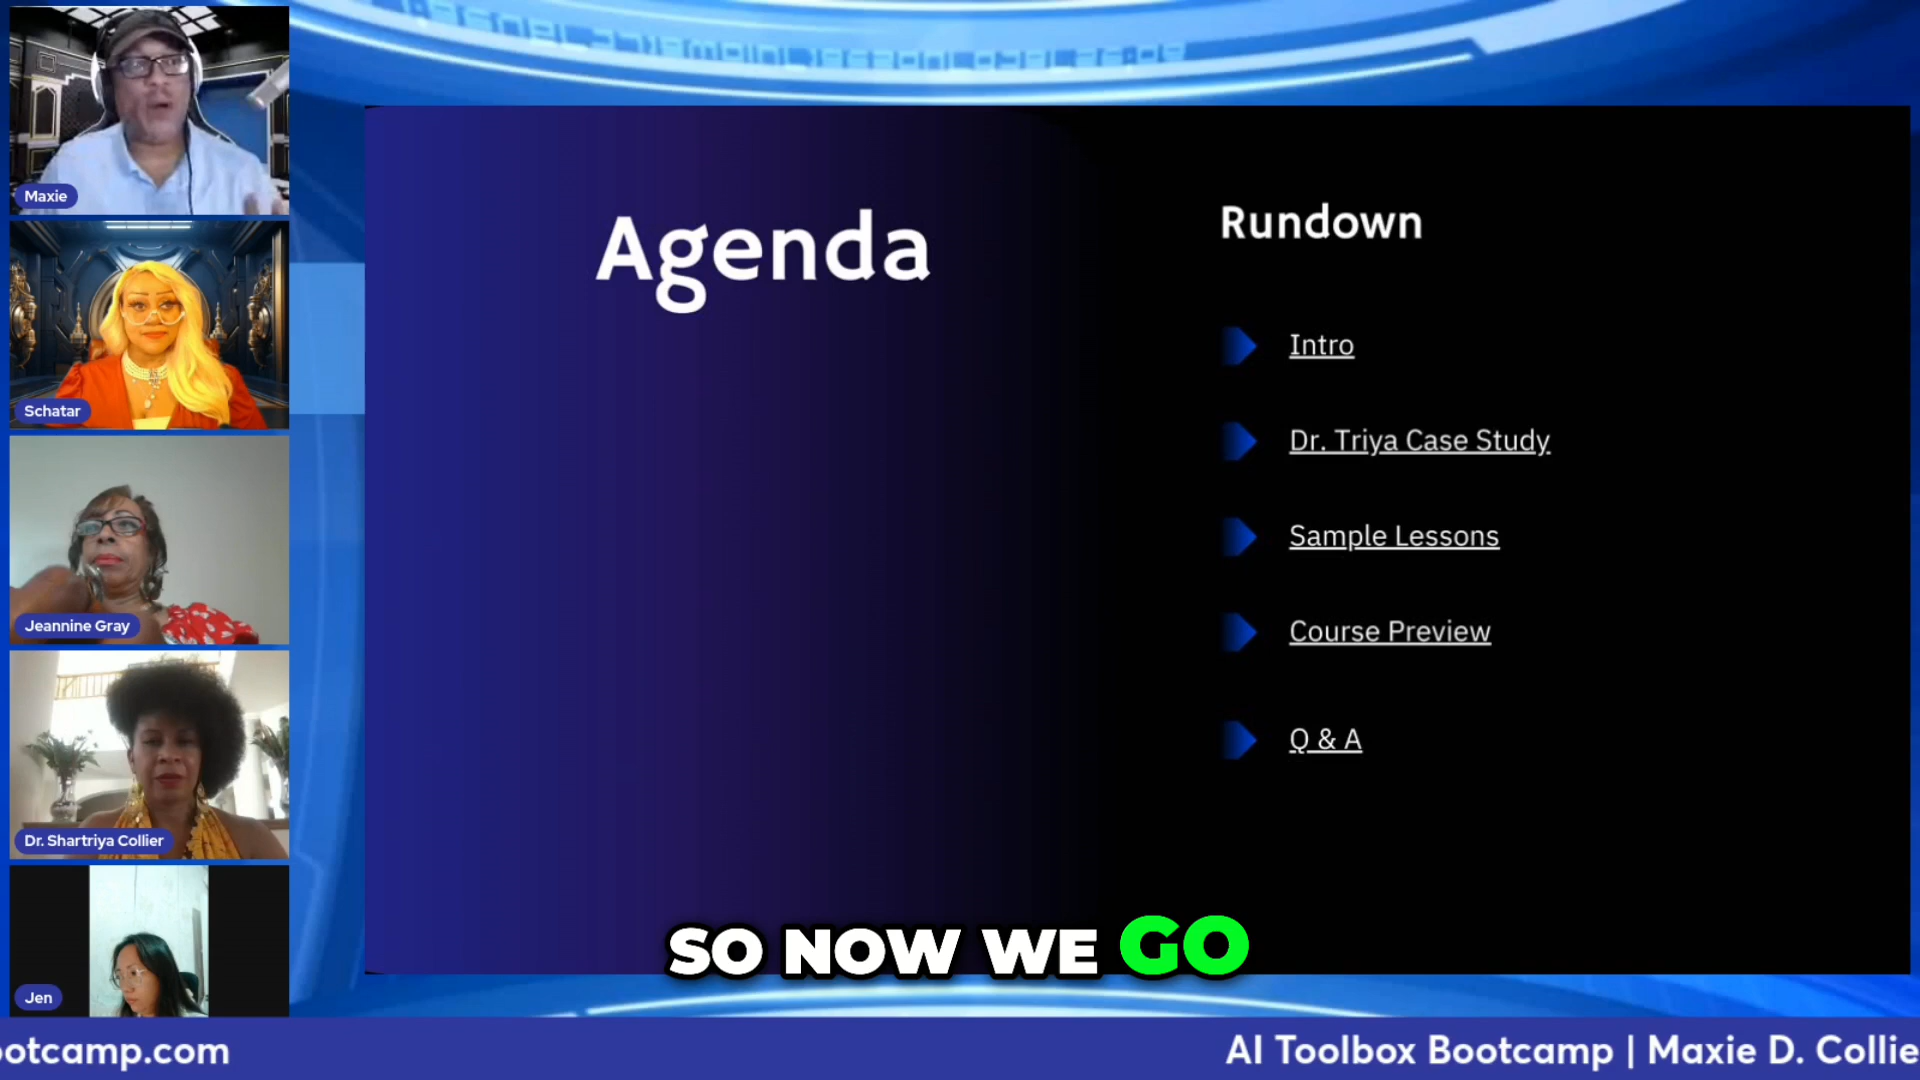 Maxie
Schatar
Jeannine Gray
Dr. Shartriya Collier
Jen
Agenda
Rundown
Intro
Dr. Triya Case Study
Sample Lessons
Course Preview
Q & A
SO NOW WE GO
ootcamp.com
AI Toolbox Bootcamp | Maxie D. Collie